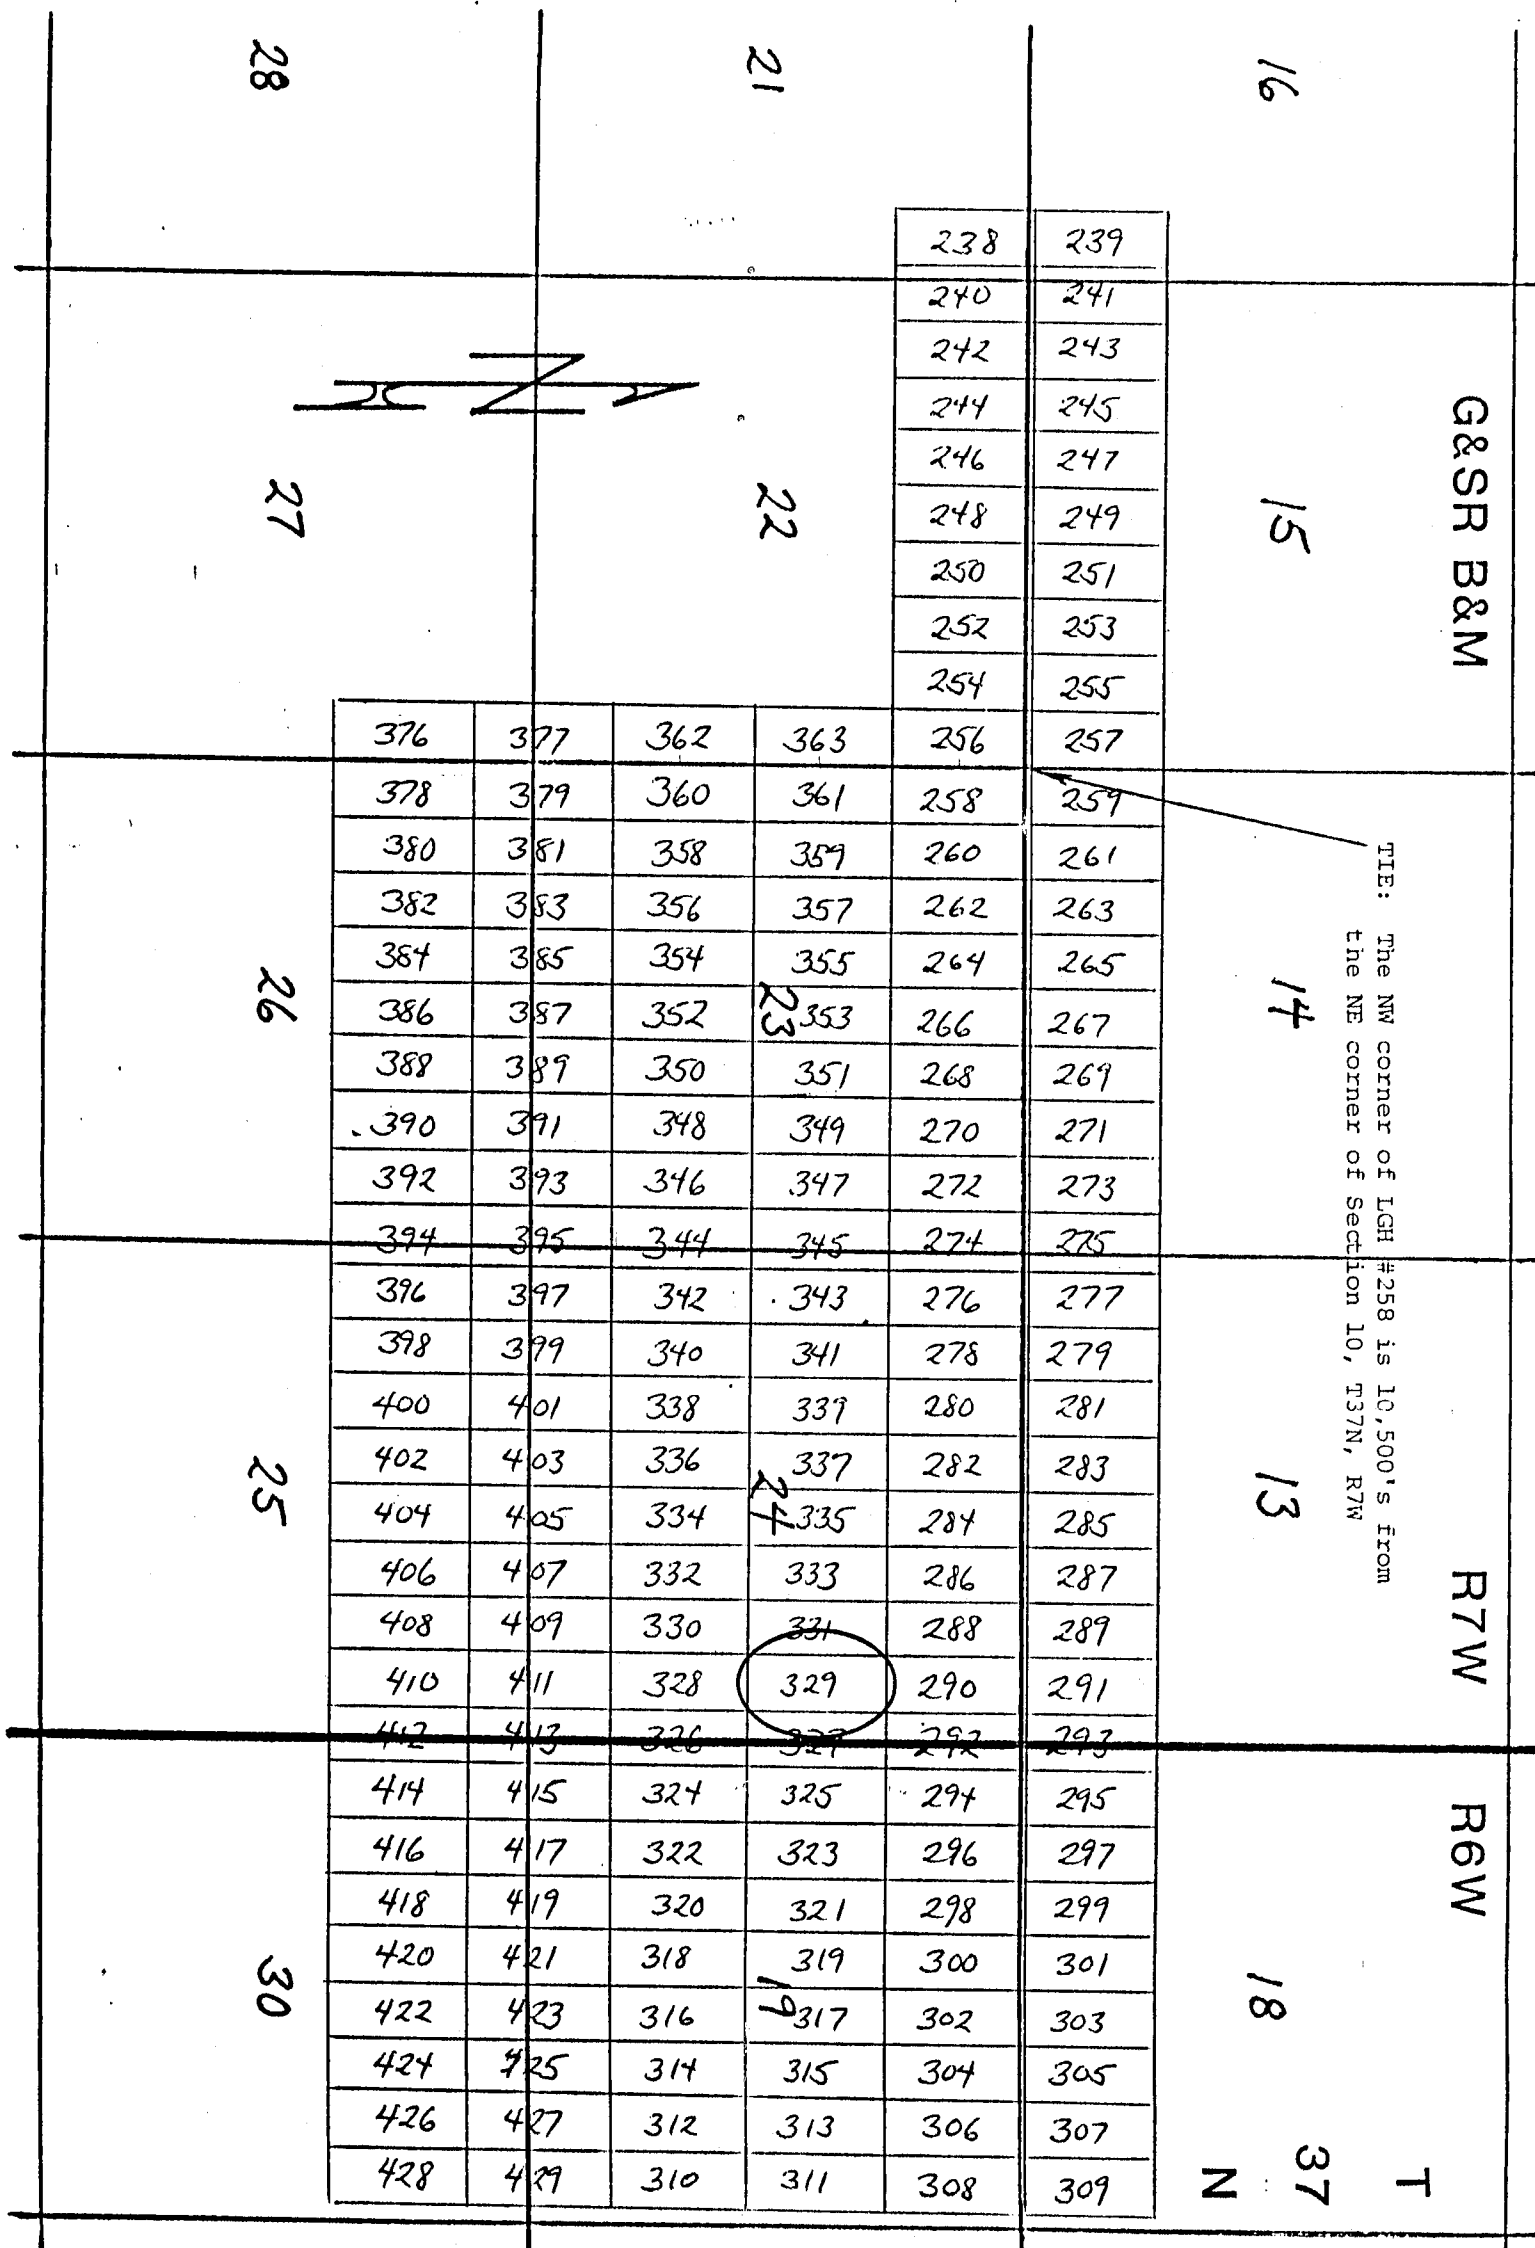 G&SR B&M
R7W
R6W
T
37
N
TIE: The NW corner of LGH #258 is 10,500's from
the NE corner of Section 10, T37N, R7W
16
15
14
13
18
21
22
23
24
19
28
27
26
25
30
N
238 239
240 241
242 243
244 245
246 247
248 249
250 251
252 253
254 255
376 377 362 363 256 257
378 379 360 361 258 259
380 381 358 359 260 261
382 383 356 357 262 263
384 385 354 355 264 265
386 387 352 353 266 267
388 389 350 351 268 269
390 391 348 349 270 271
392 393 346 347 272 273
394 395 344 345 274 275
396 397 342 343 276 277
398 399 340 341 278 279
400 401 338 339 280 281
402 403 336 337 282 283
404 405 334 335 284 285
406 407 332 333 286 287
408 409 330 331 288 289
410 411 328 329 290 291
412 413 326 327 292 293
414 415 324 325 294 295
416 417 322 323 296 297
418 419 320 321 298 299
420 421 318 319 300 301
422 423 316 317 302 303
424 425 314 315 304 305
426 427 312 313 306 307
428 429 310 311 308 309